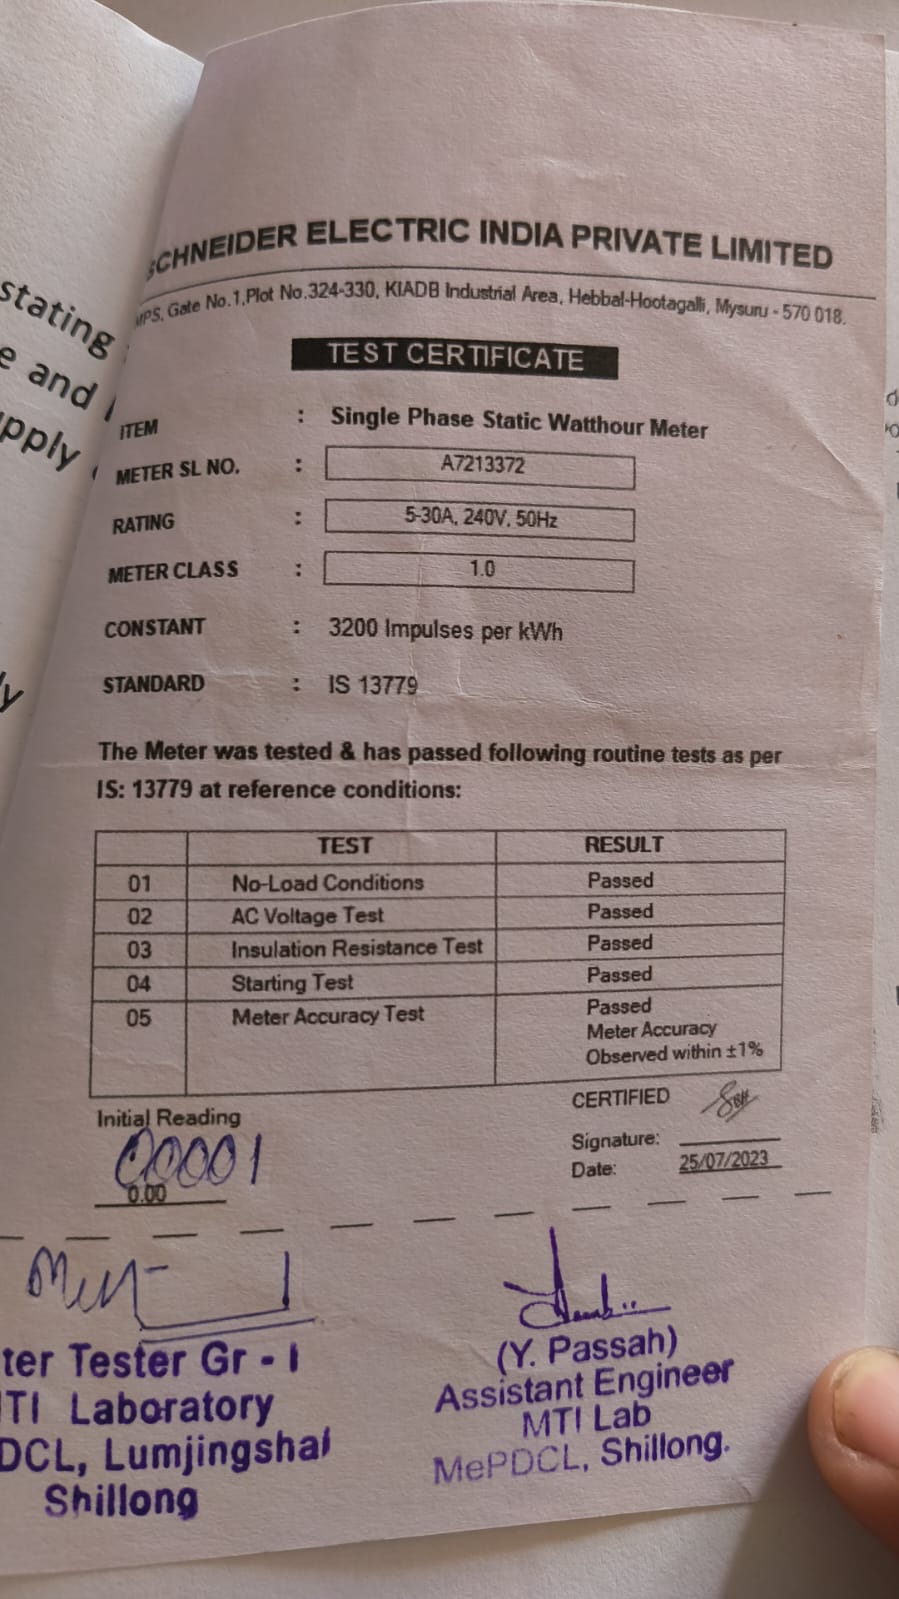 stating
e and
upply
y
SCHNEIDER ELECTRIC INDIA PRIVATE LIMITED
MPS, Gate No.1,Plot No.324-330, KIADB Industrial Area, Hebbal-Hootagalli, Mysuru - 570 018.
TEST CERTIFICATE
ITEM : Single Phase Static Watthour Meter
METER SL NO. : A7213372
RATING : 5-30A, 240V, 50Hz
METER CLASS : 1.0
CONSTANT : 3200 Impulses per kWh
STANDARD : IS 13779
The Meter was tested & has passed following routine tests as per
IS: 13779 at reference conditions:
TEST RESULT
01 No-Load Conditions Passed
02 AC Voltage Test Passed
03 Insulation Resistance Test Passed
04 Starting Test Passed
05 Meter Accuracy Test Passed
Meter Accuracy
Observed within ±1%
Initial Reading
00001
0.00
CERTIFIED
Signature:
Date: 25/07/2023
ter Tester Gr - I
TI Laboratory
DCL, Lumjingshai
Shillong
(Y. Passah)
Assistant Engineer
MTI Lab
MePDCL, Shillong.